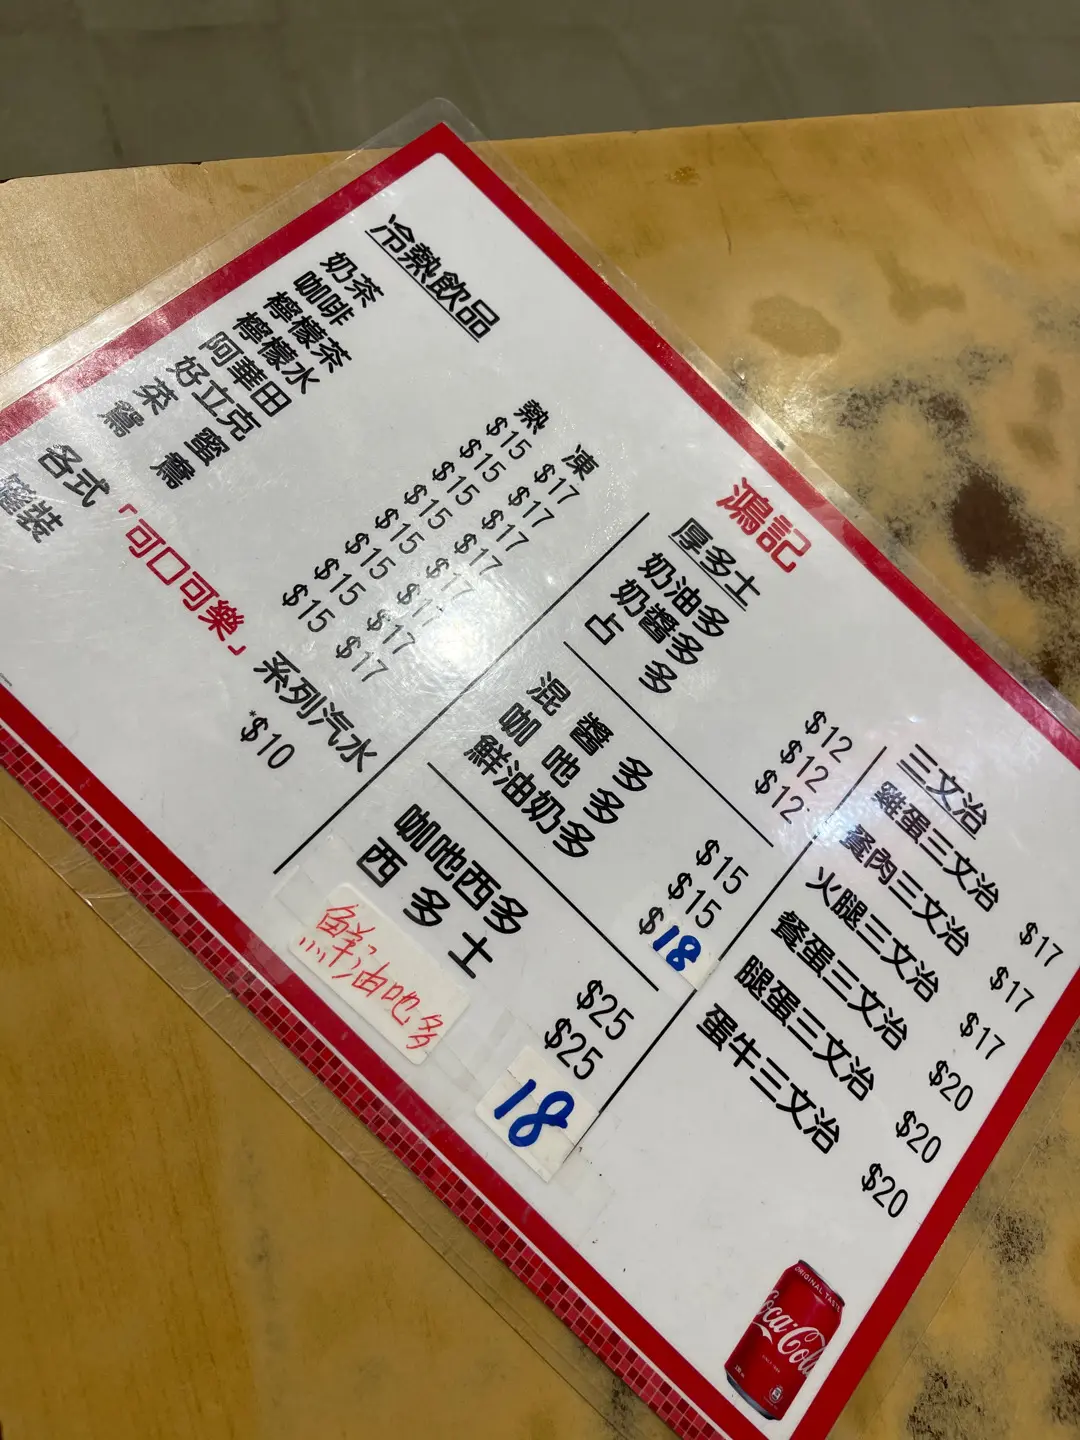 鴻記
冷熱飲品
熱 凍
奶茶 $15 $17
咖啡 $15 $17
檸檬茶 $15 $17
檸檬水 $15 $17
阿華田 $15 $17
好立克 $15 $17
菜蜜 $15 $17
鴛鴦 $15 $17
各式「可口可樂」系列汽水
罐裝 $10
厚多士
奶油多 $12
奶醬多 $12
占多 $12
混醬多 $15
咖吔多 $15
鮮油奶多 $18
咖吔西多 $25
西多士 $25
鮮油吔多 18
三文治
雞蛋三文治 $17
餐肉三文治 $17
火腿三文治 $17
餐蛋三文治 $20
腿蛋三文治 $20
蛋牛三文治 $20
ORIGINAL TASTE
Coca-Cola